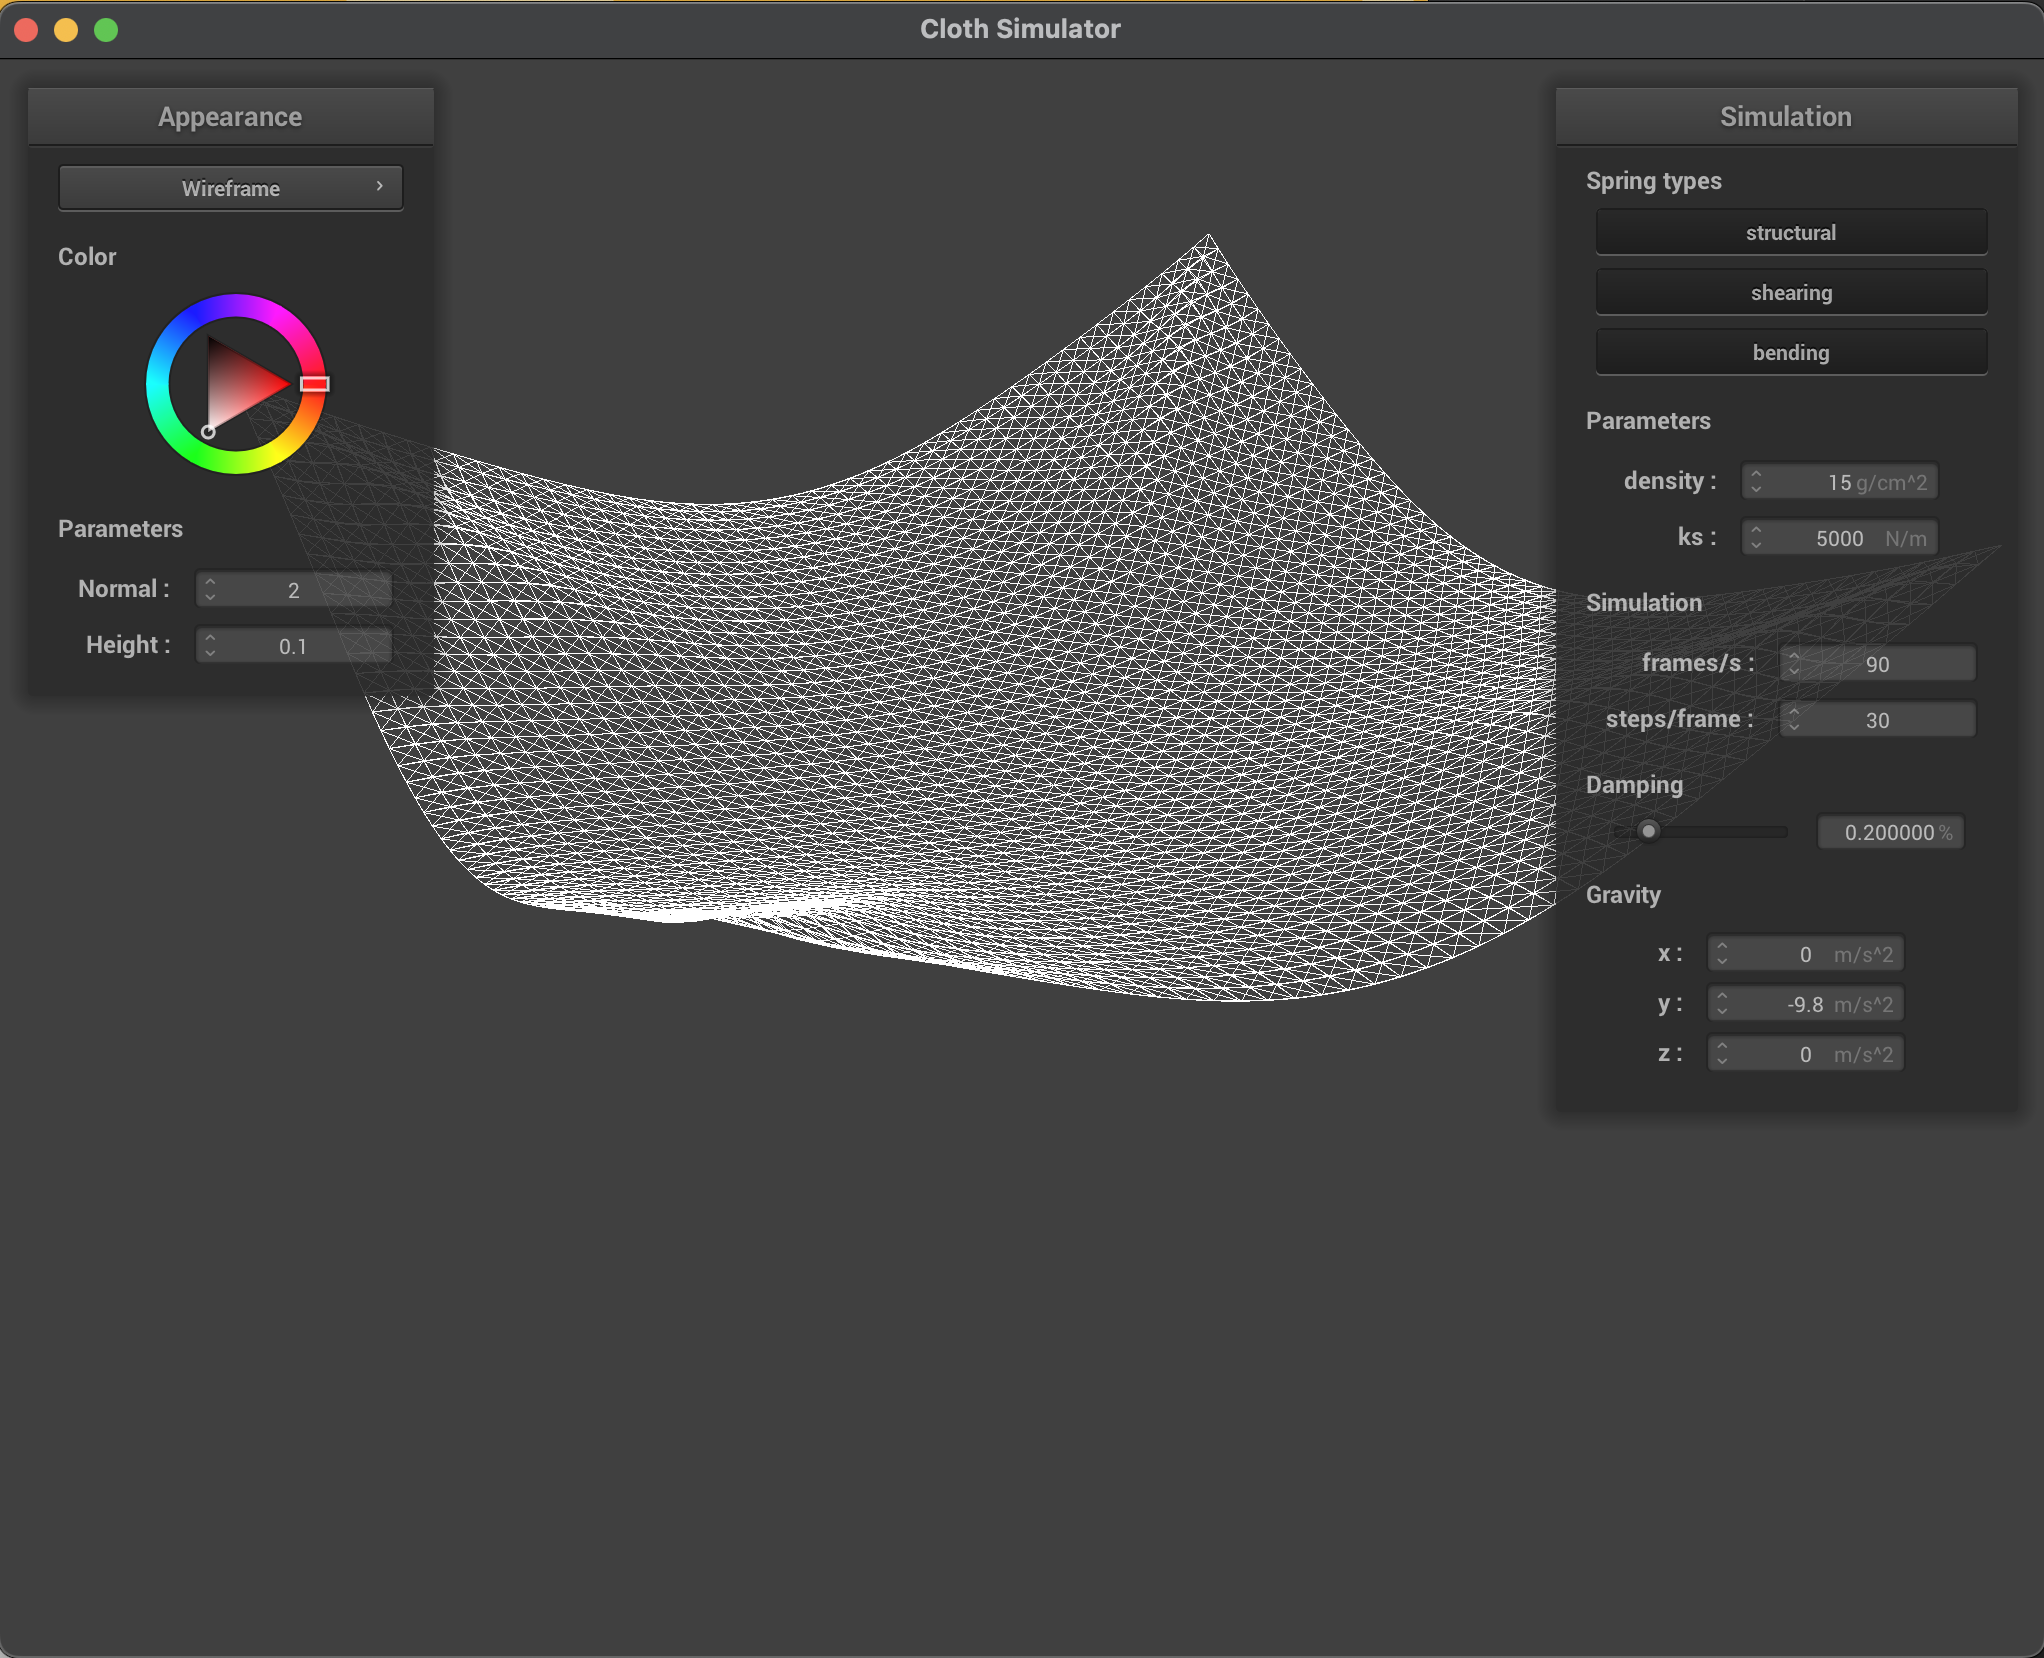 Cloth Simulator
Appearance
Wireframe
Color
Parameters
Normal : 2
Height : 0.1
Simulation
Spring types
structural
shearing
bending
Parameters
density : 15 g/cm^2
ks : 5000 N/m
Simulation
frames/s : 90
steps/frame : 30
Damping
0.200000 %
Gravity
x : 0 m/s^2
y : -9.8 m/s^2
z : 0 m/s^2